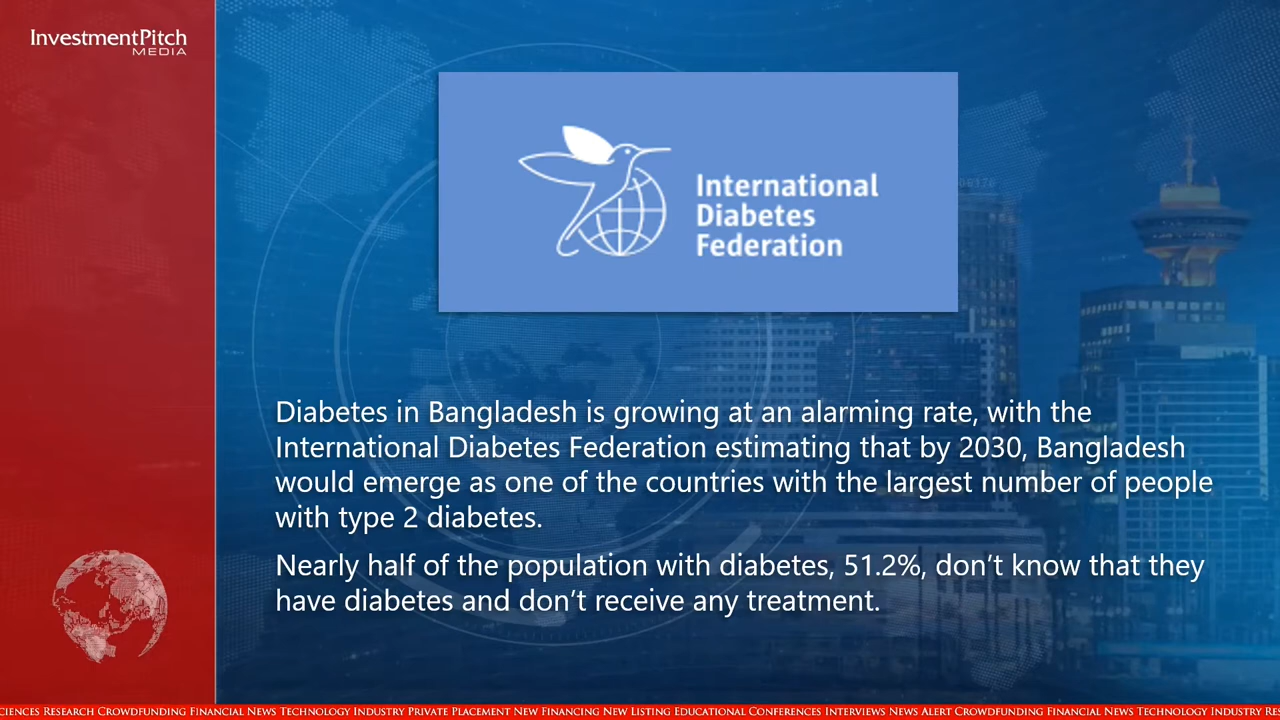 InvestmentPitch
MEDIA
International
Diabetes
Federation
Diabetes in Bangladesh is growing at an alarming rate, with the
International Diabetes Federation estimating that by 2030, Bangladesh
would emerge as one of the countries with the largest number of people
with type 2 diabetes.
Nearly half of the population with diabetes, 51.2%, don’t know that they
have diabetes and don’t receive any treatment.
RESEARCH CROWDFUNDING FINANCIAL NEWS TECHNOLOGY INDUSTRY PRIVATE PLACEMENT NEW FINANCING NEW LISTING EDUCATIONAL CONFERENCES INTERVIEWS NEWS ALERT CROWDFUNDING FINANCIAL NEWS TECHNOLOGY INDUSTRY